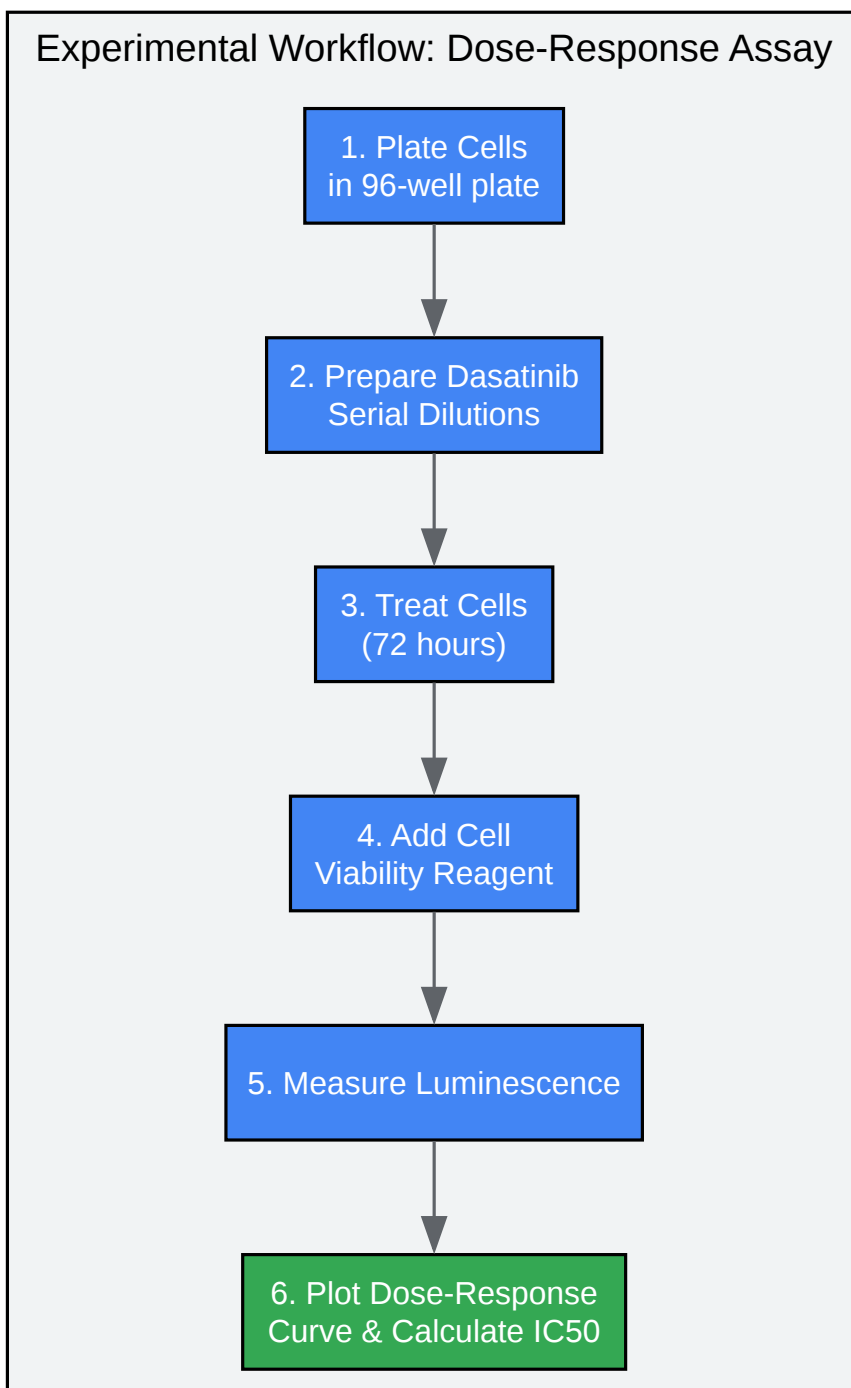 Experimental Workflow: Dose-Response Assay
1. Plate Cells
in 96-well plate
2. Prepare Dasatinib
Serial Dilutions
3. Treat Cells
(72 hours)
4. Add Cell
Viability Reagent
5. Measure Luminescence
6. Plot Dose-Response
Curve & Calculate IC50